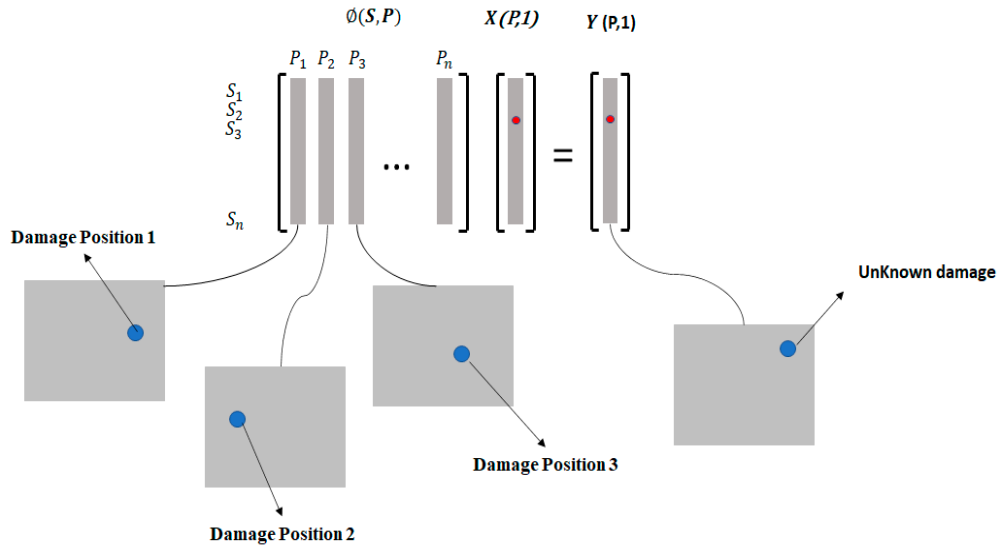 ∅(S,P) X(P,1) Y (P,1)
P₁ P₂ P₃ Pₙ
S₁
S₂
S₃
... =
Sₙ
Damage Position 1
UnKnown damage
Damage Position 3
Damage Position 2